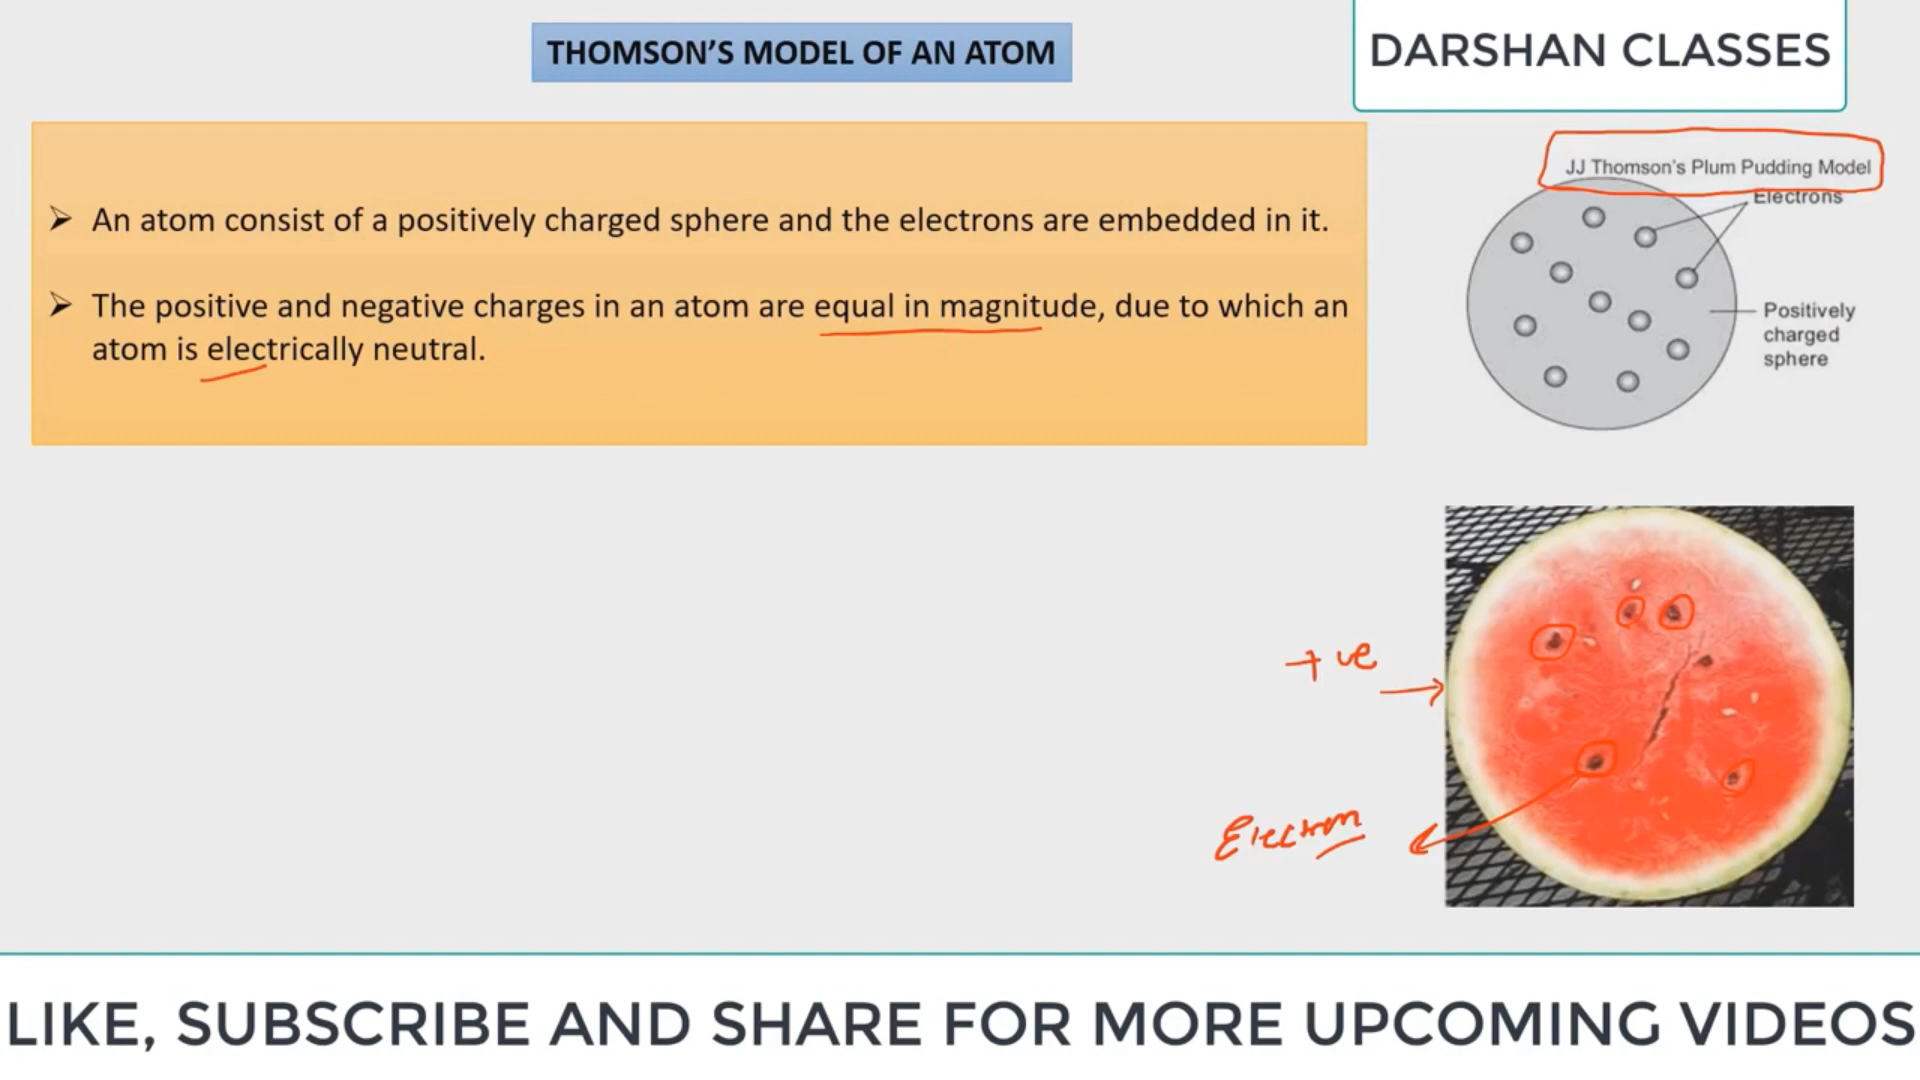 THOMSON’S MODEL OF AN ATOM
DARSHAN CLASSES
➢ An atom consist of a positively charged sphere and the electrons are embedded in it.
➢ The positive and negative charges in an atom are equal in magnitude, due to which an
atom is electrically neutral.
JJ Thomson's Plum Pudding Model
Electrons
Positively
charged
sphere
+ve
Electron
LIKE, SUBSCRIBE AND SHARE FOR MORE UPCOMING VIDEOS